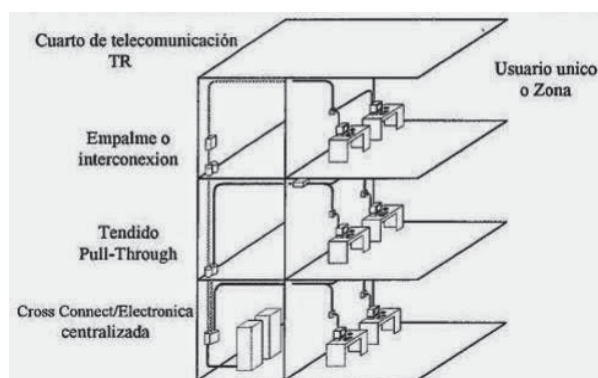 Cuarto de telecomunicación
TR
Usuario unico
o Zona
Empalme o
interconexion
Tendido
Pull-Through
Cross Connect/Electronica
centralizada